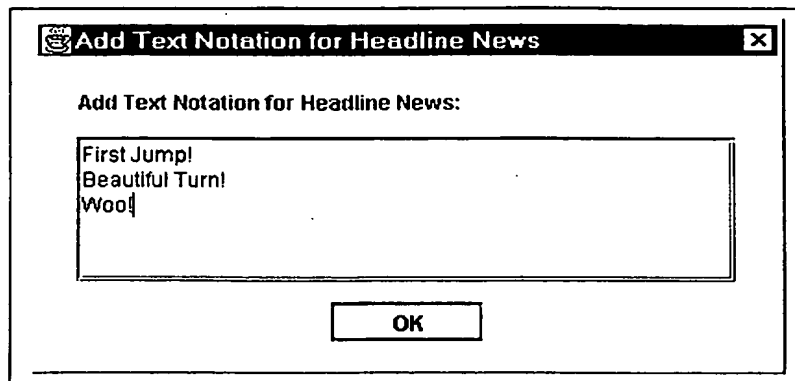 Add Text Notation for Headline News
Add Text Notation for Headline News:
First Jump!
Beautiful Turn!
Woo!
OK